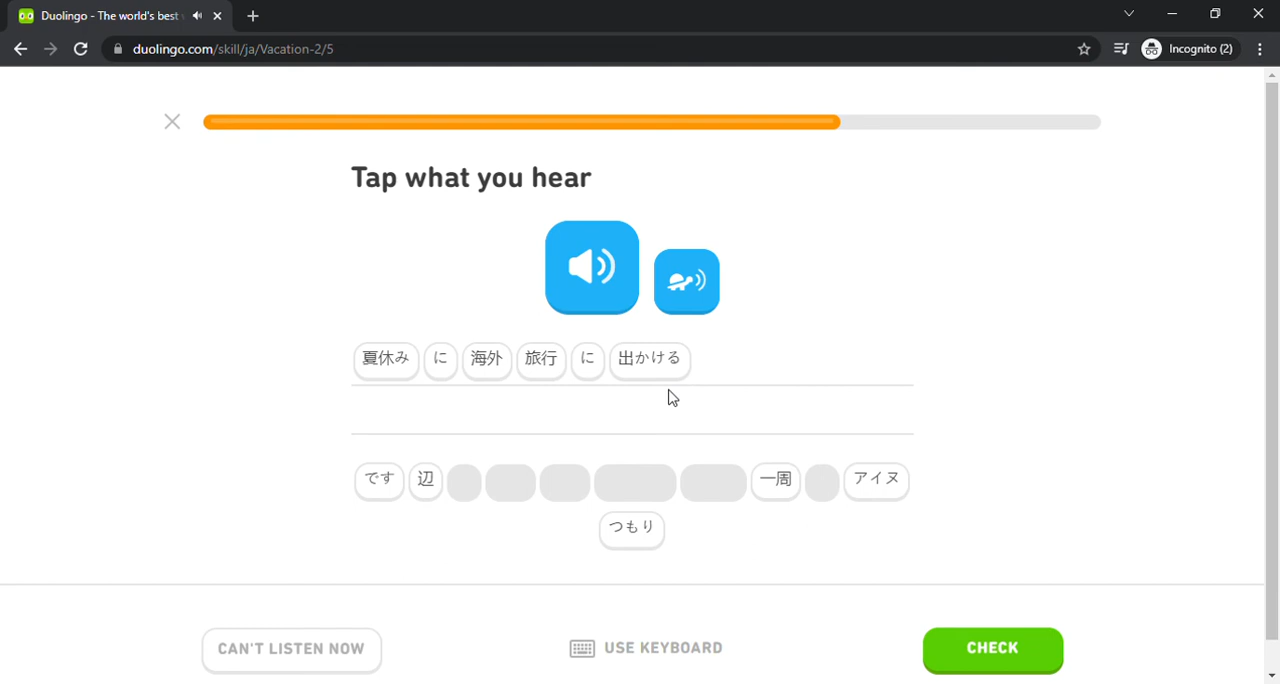 Duolingo - The world's best
duolingo.com/skill/ja/Vacation-2/5
Incognito (2)
Tap what you hear
夏休み に 海外 旅行 に 出かける
です 辺 一周 アイヌ
つもり
CAN'T LISTEN NOW
USE KEYBOARD
CHECK